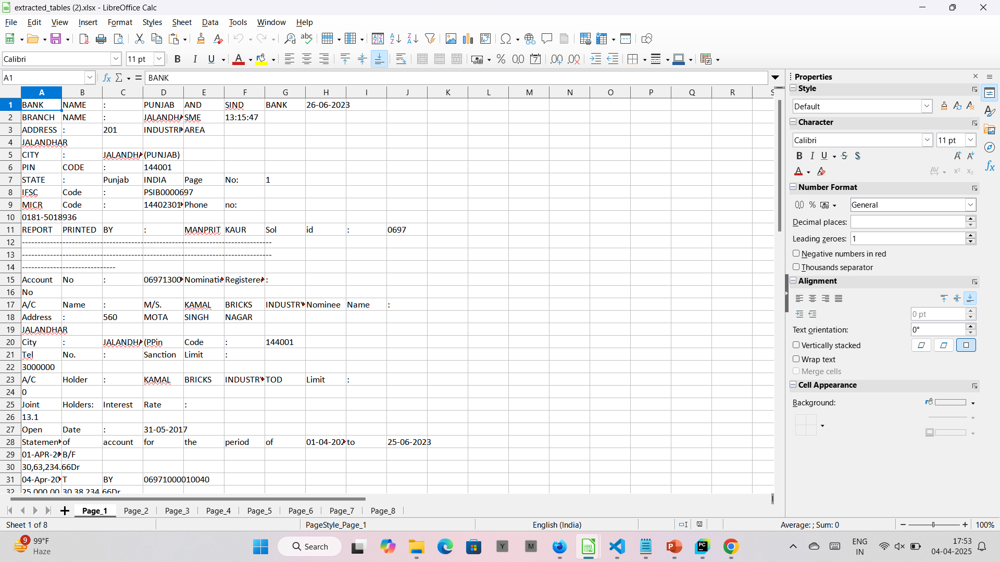 extracted_tables (2).xlsx - LibreOffice Calc
File Edit View Insert Format Styles Sheet Data Tools Window Help
Calibri 11 pt
A1 BANK
A B C D E F G H I J K L M N O P Q R S
1 BANK NAME : PUNJAB AND SIND BANK 26-06-2023
2 BRANCH NAME : JALANDHA SME 13:15:47
3 ADDRESS : 201 INDUSTRI AREA
4 JALANDHAR
5 CITY : JALANDHA (PUNJAB)
6 PIN CODE : 144001
7 STATE : Punjab INDIA Page No: 1
8 IFSC Code : PSIB0000697
9 MICR Code : 14402301 Phone no:
10 0181-5018936
11 REPORT PRINTED BY : MANPRIT KAUR Sol id : 0697
12 --------------------------------------------------------------------------------
13 --------------------------------------------------------------------------------
14 ------------------------------
15 Account No : 06971300 Nominatio Registered :
16 No
17 A/C Name : M/S. KAMAL BRICKS INDUSTRY Nominee Name :
18 Address : 560 MOTA SINGH NAGAR
19 JALANDHAR
20 City : JALANDHA (PPin Code : 144001
21 Tel No. : Sanction Limit :
22 3000000
23 A/C Holder : KAMAL BRICKS INDUSTRY TOD Limit :
24 0
25 Joint Holders: Interest Rate :
26 13.1
27 Open Date : 31-05-2017
28 Statemen of account for the period of 01-04-202 to 25-06-2023
29 01-APR-20 B/F
30 30,63,234.66Dr
31 04-Apr-20 T BY 06971000010040
32 25,000.00 30,38,234.66Dr
Page_1 Page_2 Page_3 Page_4 Page_5 Page_6 Page_7 Page_8
Sheet 1 of 8 PageStyle_Page_1 English (India) Average: ; Sum: 0 100%
Properties
Style
Default
Character
Calibri 11 pt
Number Format
General
Decimal places:
Leading zeroes: 1
Negative numbers in red
Thousands separator
Alignment
0 pt
Text orientation: 0°
Vertically stacked
Wrap text
Merge cells
Cell Appearance
Background:
9 99°F
Haze
Search
ENG
IN
17:53
04-04-2025